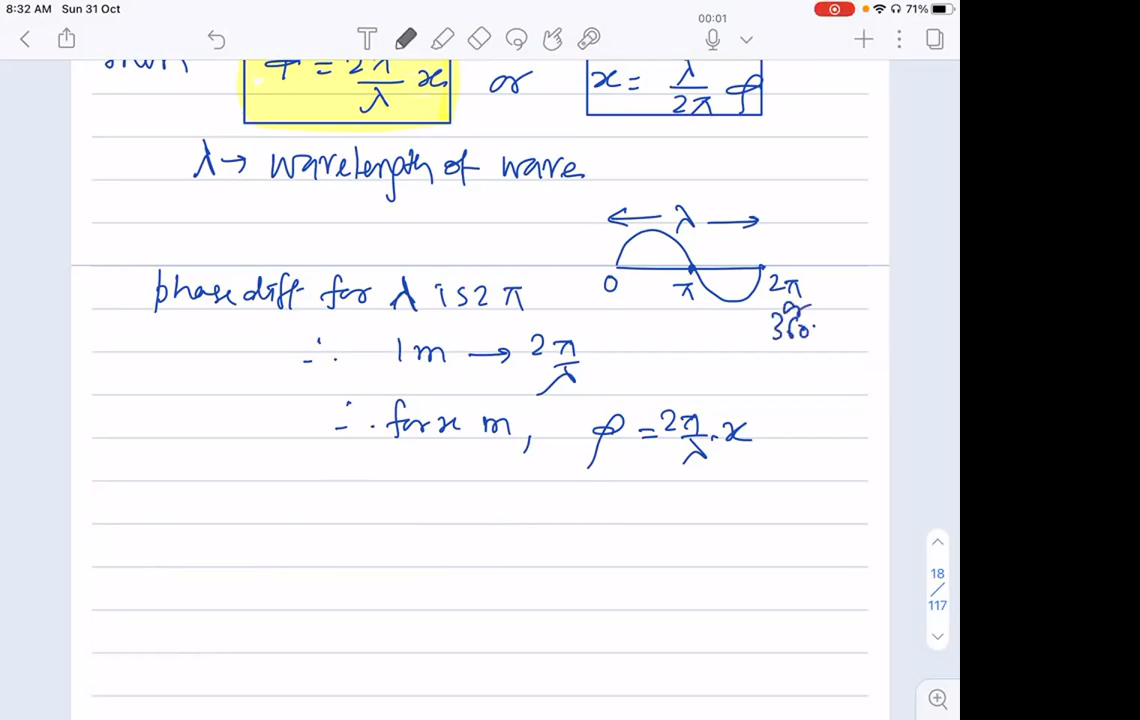 8:32 AM Sun 31 Oct
71%
00:01
T
φ = 2π/λ x or x = λ/2π φ
λ → wavelength of wave
← λ →
0 π 2π
or
360°
phase diff for λ is 2π
∴ 1m → 2π/λ
∴ for x m, φ = 2π/λ . x
18
/
117